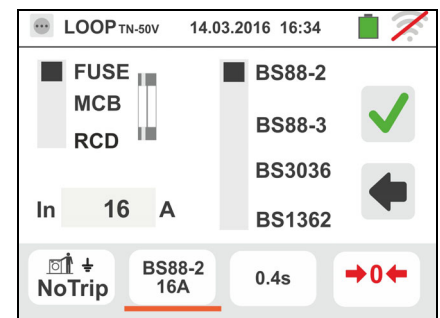 LOOP TN-50V 14.03.2016 16:34
FUSE
MCB
RCD
In 16 A
BS88-2
BS88-3
BS3036
BS1362
NoTrip
BS88-2
16A
0.4s
0